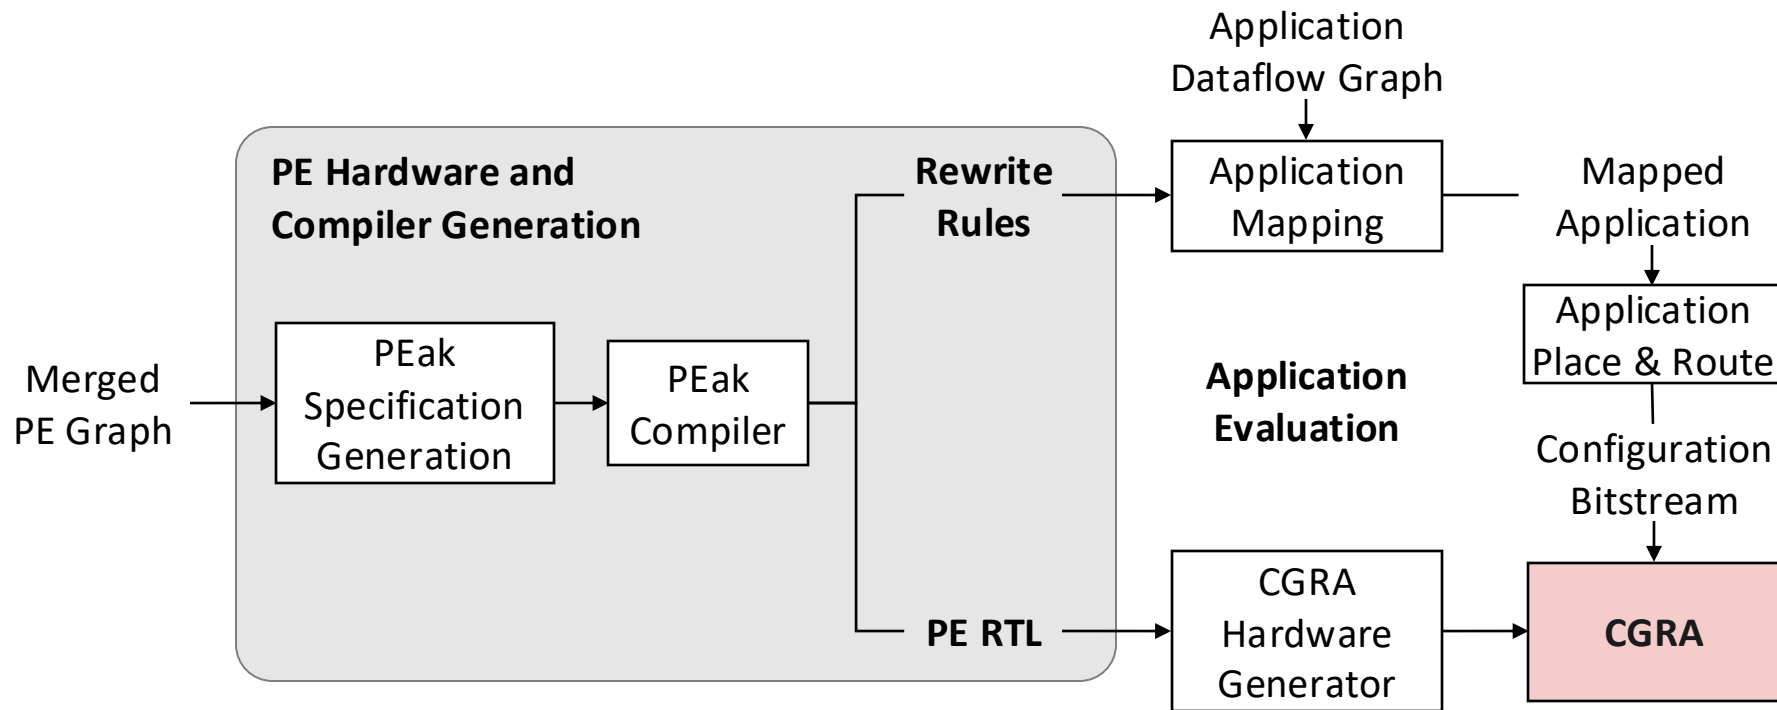 Application
Dataflow Graph
PE Hardware and
Compiler Generation
Rewrite
Rules
Application
Mapping
Mapped
Application
Merged
PE Graph
PEak
Specification
Generation
PEak
Compiler
Application
Evaluation
Application
Place & Route
Configuration
Bitstream
PE RTL
CGRA
Hardware
Generator
CGRA